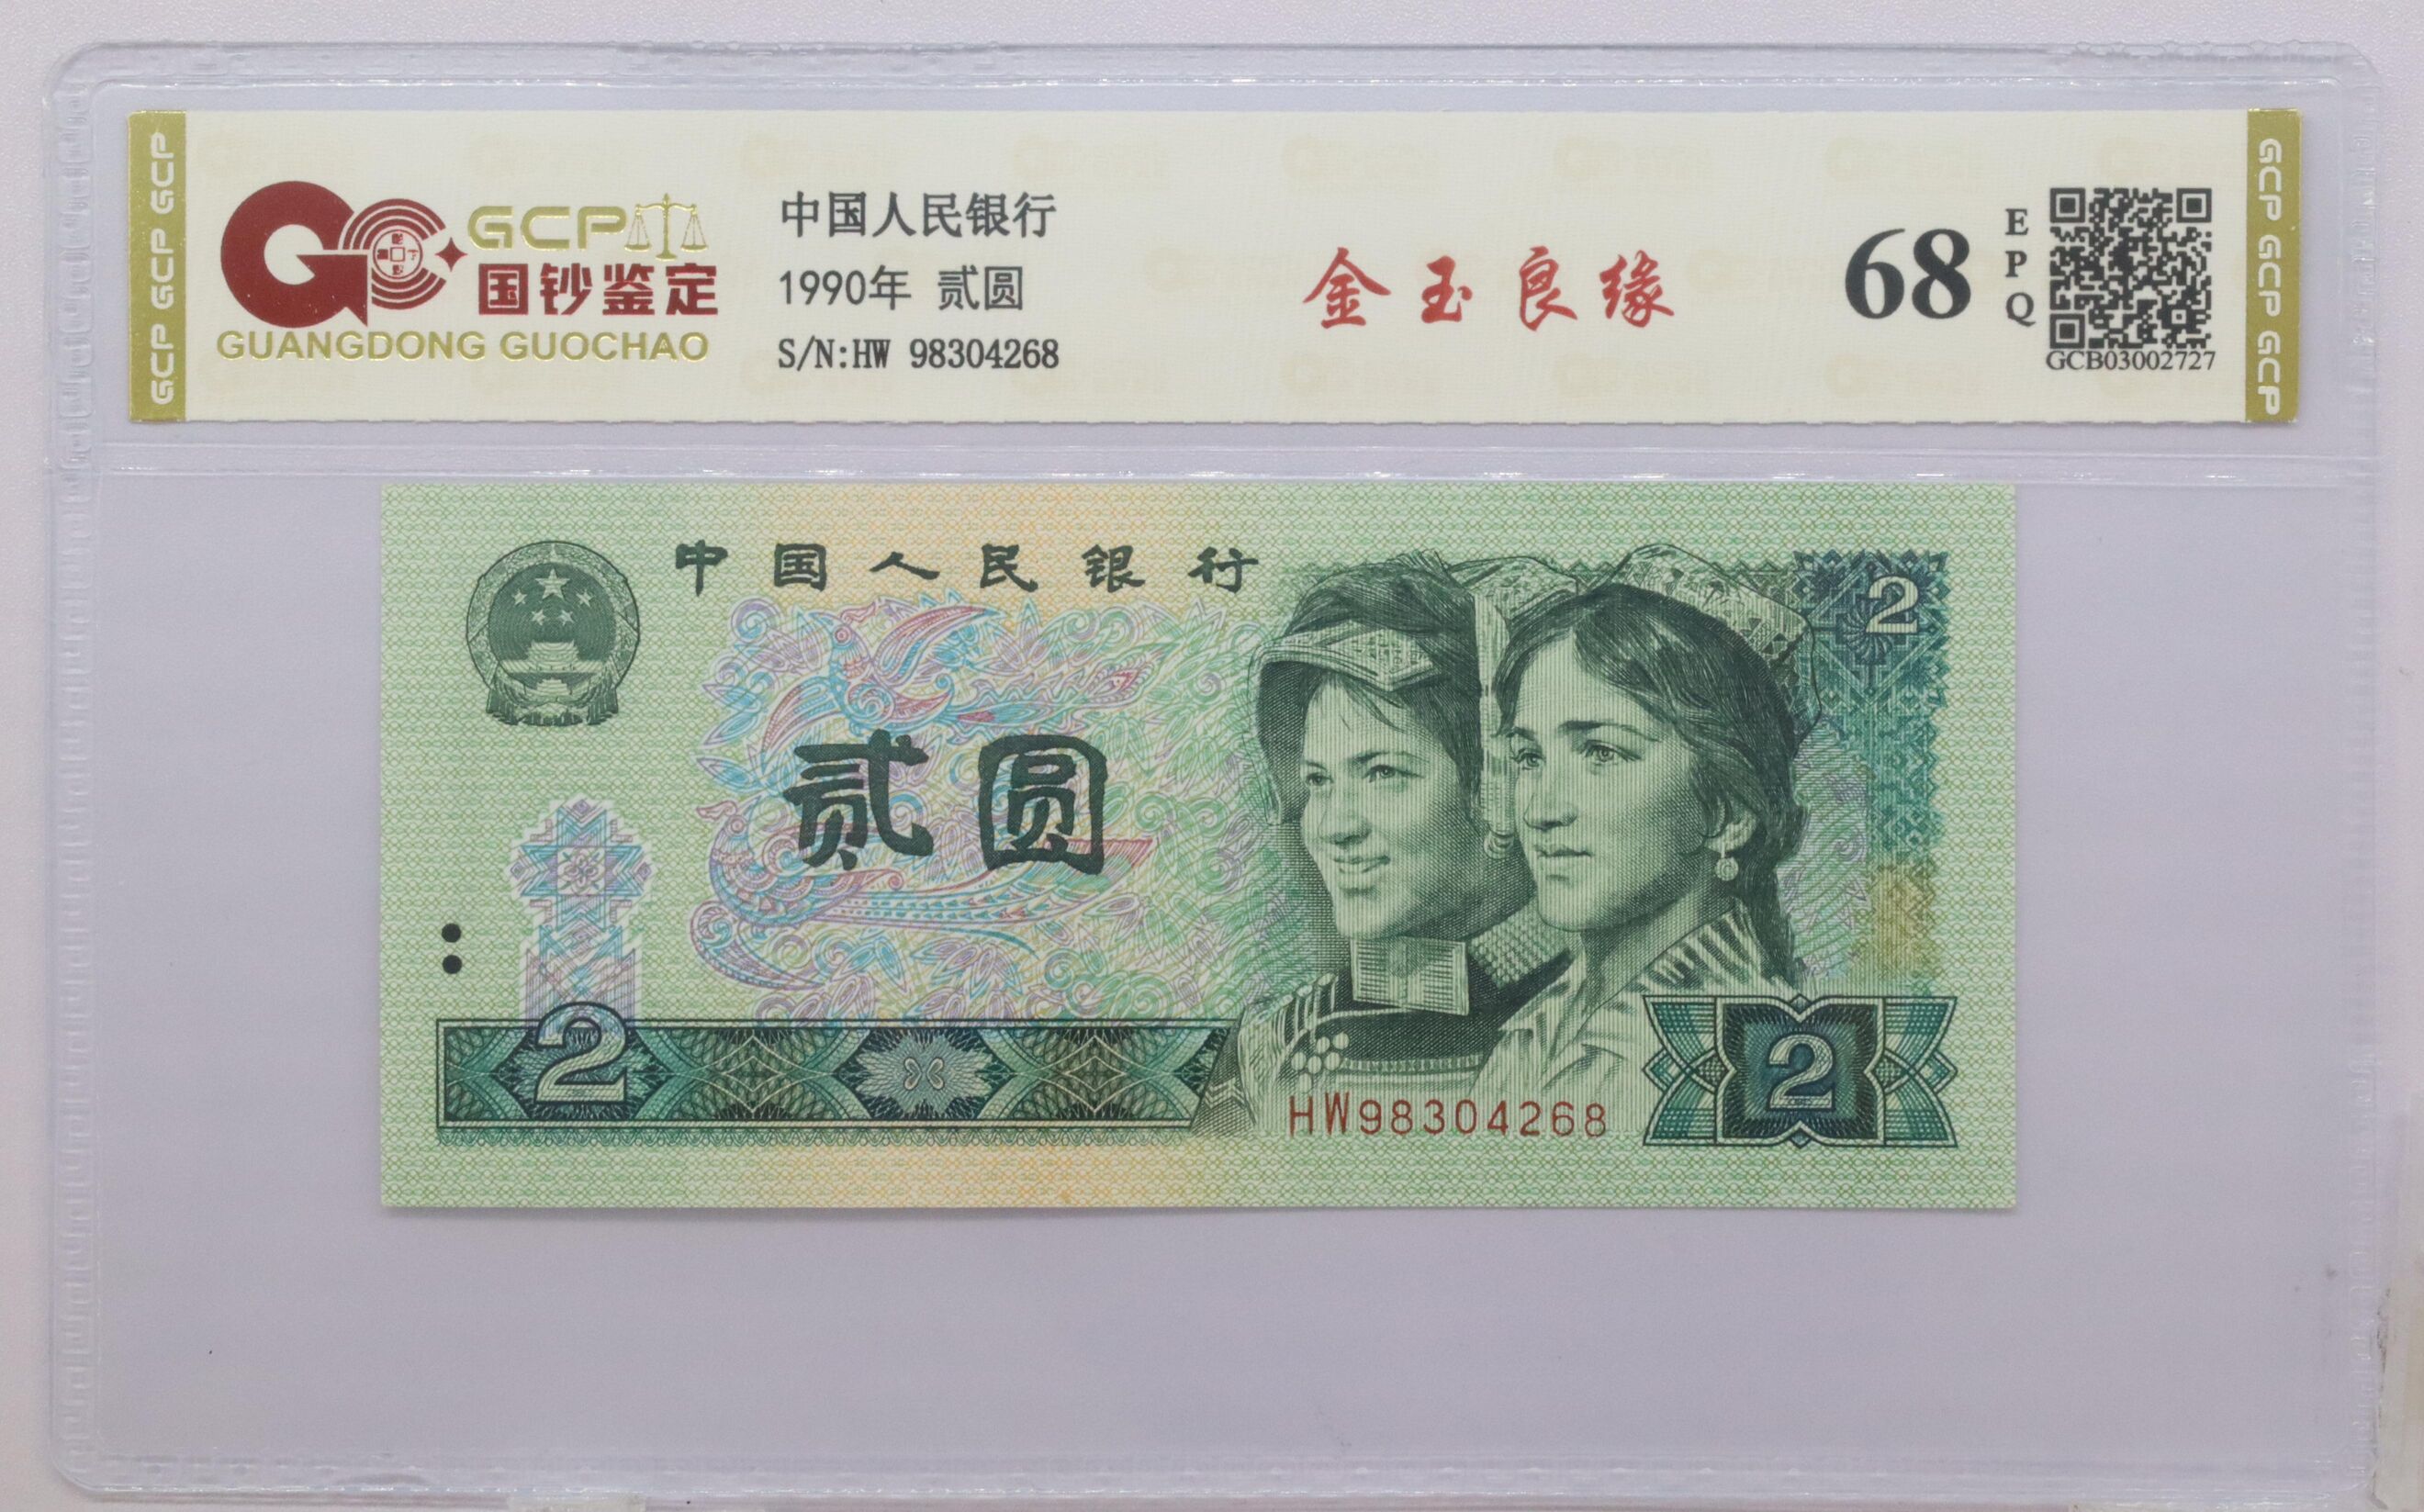 GCP GCP GCP
GCP
国钞鉴定
GUANGDONG GUOCHAO
中国人民银行
1990年 贰圆
S/N:HW 98304268
金玉良缘
68
EPQ
GCB03002727
GCP GCP GCP
中国人民银行
2
贰圆
2
HW98304268
2